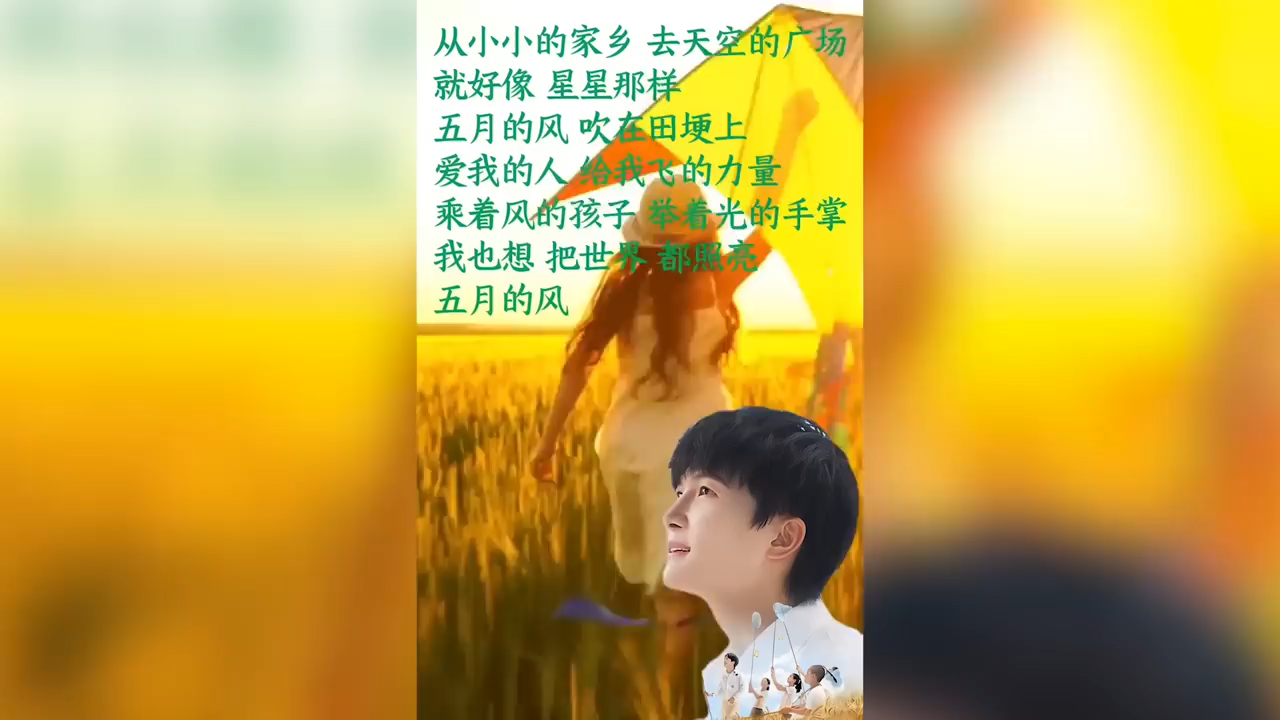 从小小的家乡 去天空的广场
就好像 星星那样
五月的风 吹在田埂上
爱我的人 给我飞的力量
乘着风的孩子 举着光的手掌
我也想 把世界 都照亮
五月的风